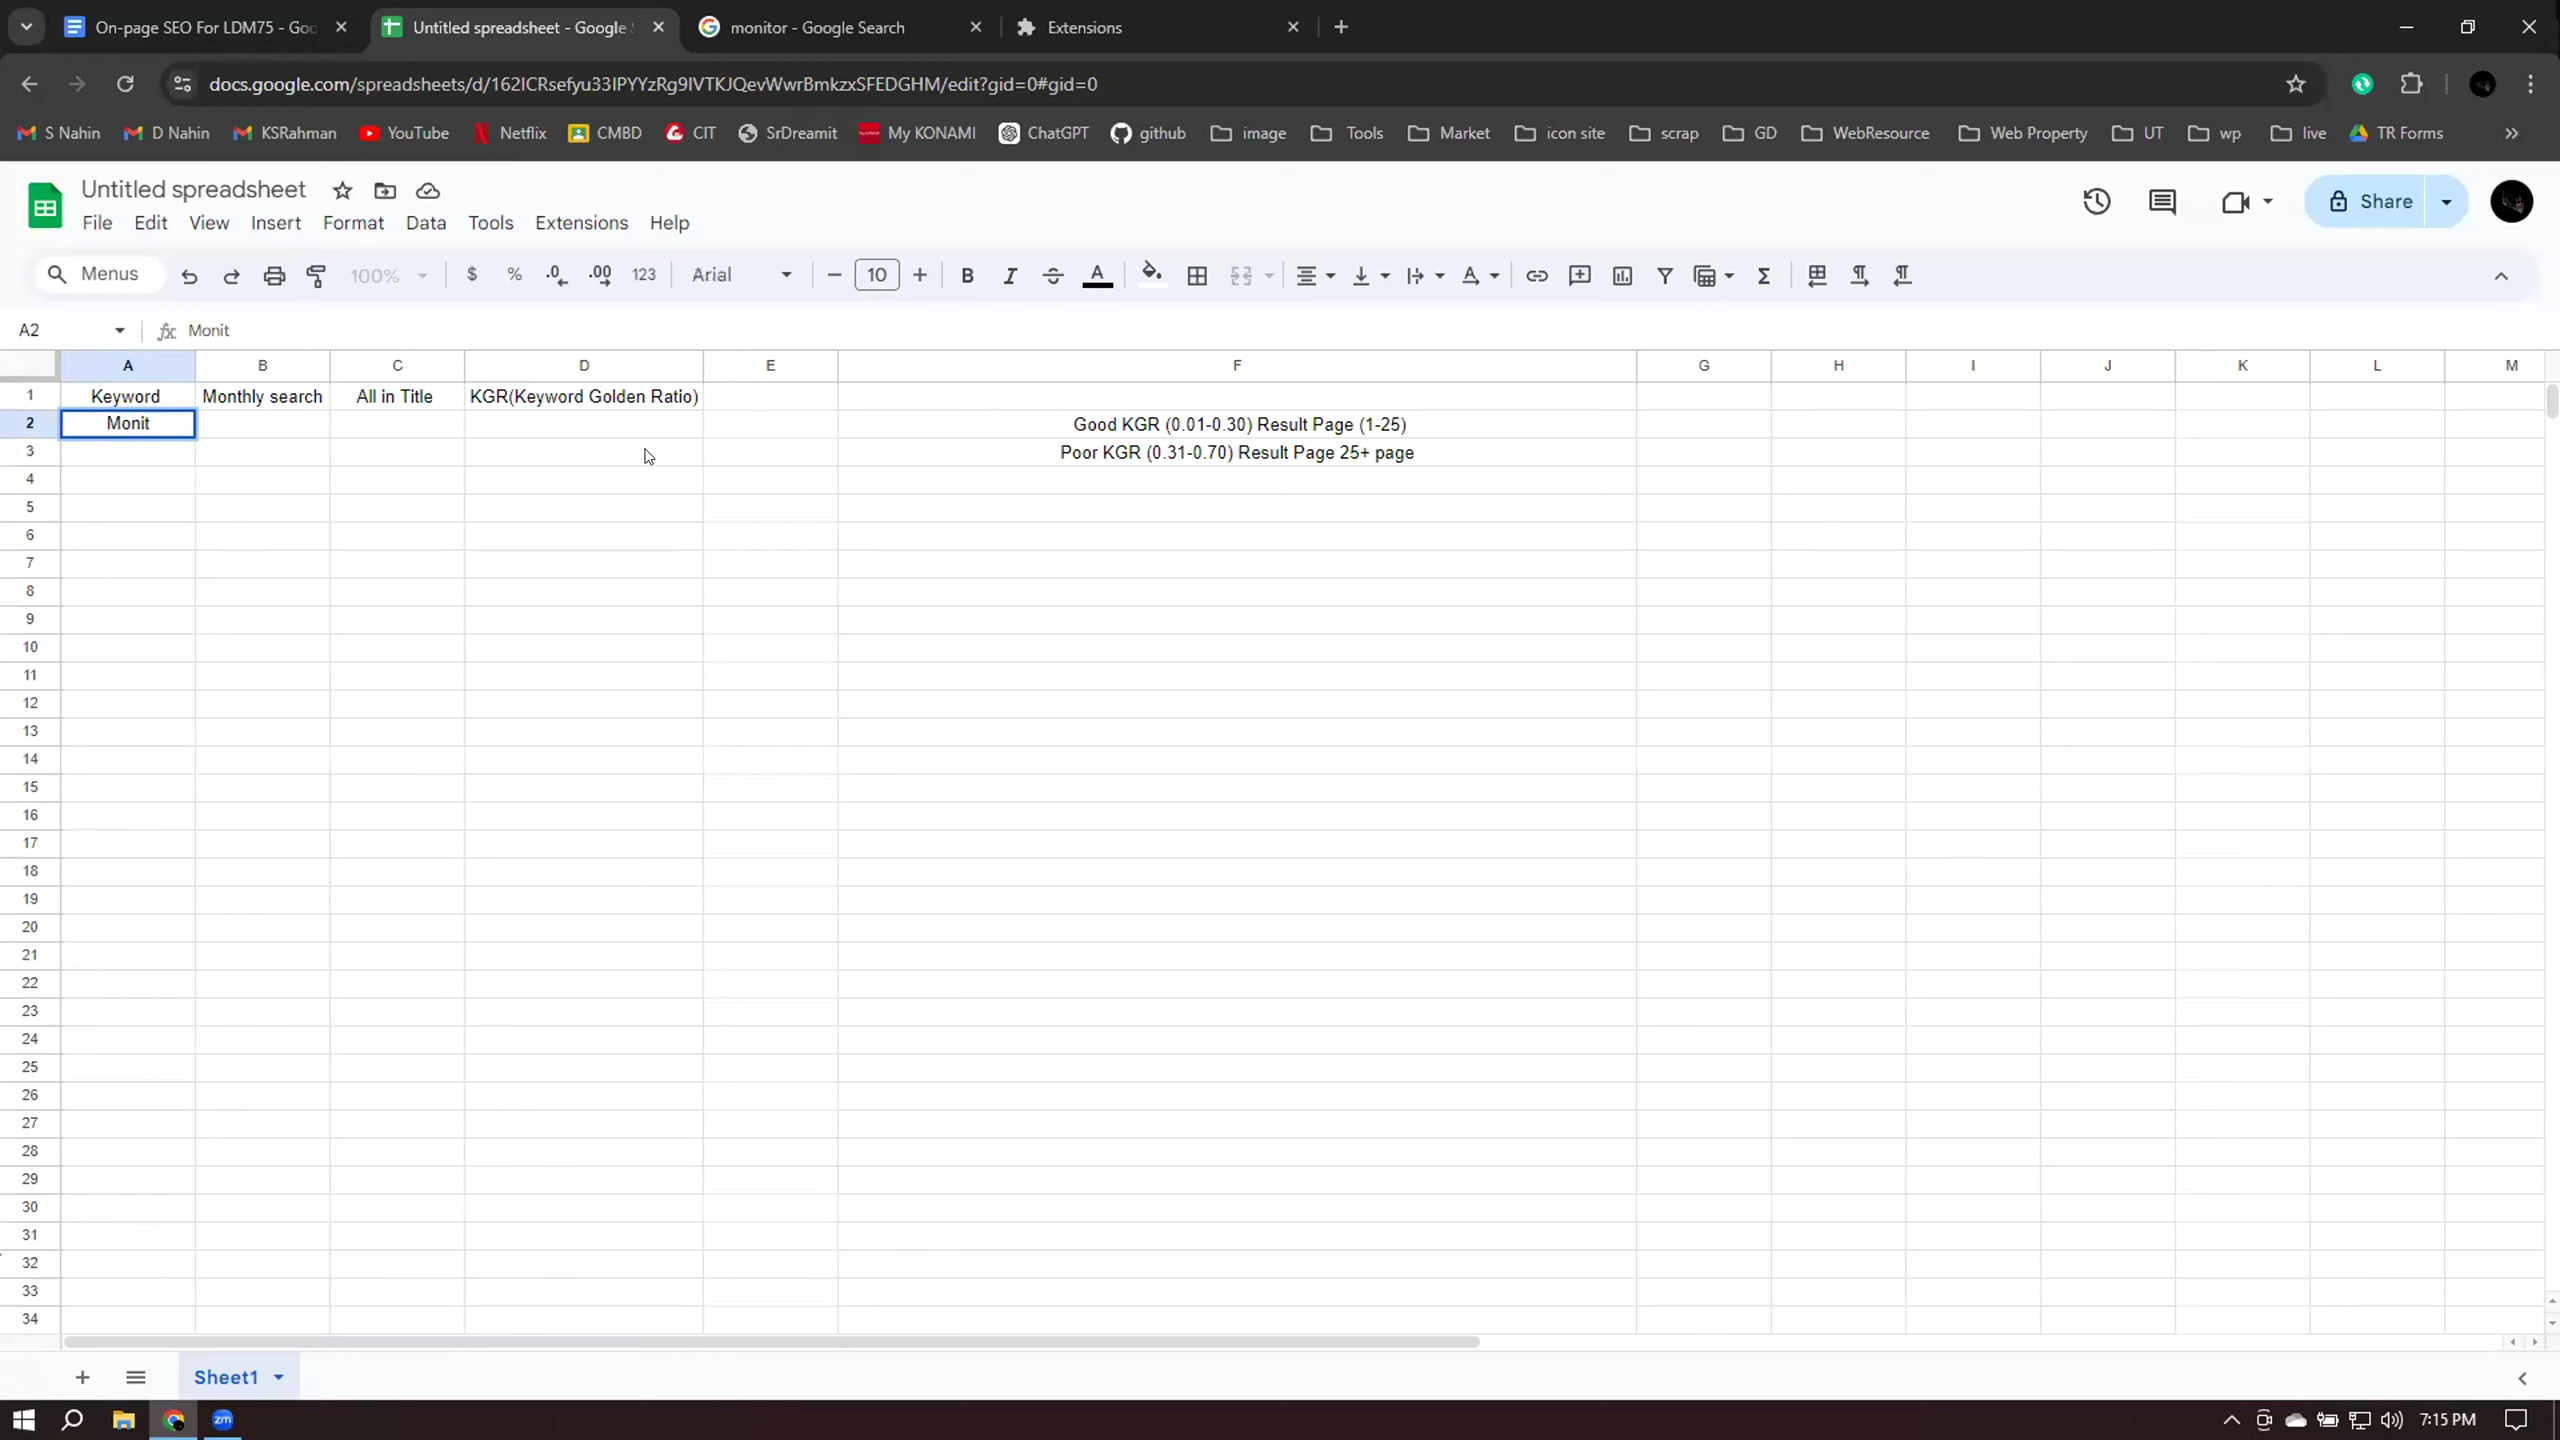 On-page SEO For LDM75 - Goo
Untitled spreadsheet - Google S
monitor - Google Search
Extensions
docs.google.com/spreadsheets/d/162ICRsefyu33IPYYzRg9IVTKJQevWwrBmkzxSFEDGHM/edit?gid=0#gid=0
S Nahin D Nahin KSRahman YouTube Netflix CMBD CIT SrDreamit My KONAMI ChatGPT github image Tools Market icon site scrap GD WebResource Web Property UT wp live TR Forms
Untitled spreadsheet
Share
File Edit View Insert Format Data Tools Extensions Help
Menus 100% $ % .0 .00 123 Arial 10
A2 Monit
A B C D E F G H I J K L M
1 Keyword Monthly search All in Title KGR(Keyword Golden Ratio)
2 Monit Good KGR (0.01-0.30) Result Page (1-25)
3 Poor KGR (0.31-0.70) Result Page 25+ page
4
5
6
7
8
9
10
11
12
13
14
15
16
17
18
19
20
21
22
23
24
25
26
27
28
29
30
31
32
33
34
Sheet1
zm
7:15 PM